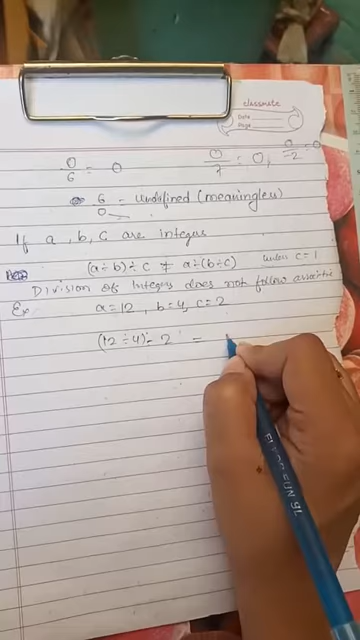 classmate
Date
Page
0/6 = 0 0/7 = 0, 0/-2 = 0
6/0 = undefined (meaningless)
If a, b, c are integers
(a ÷ b) ÷ c ≠ a ÷ (b ÷ c) unless c = 1
Division of Integers does not follow associative
Ex a = 12, b = 4, c = 2
(12 ÷ 4) ÷ 2 =